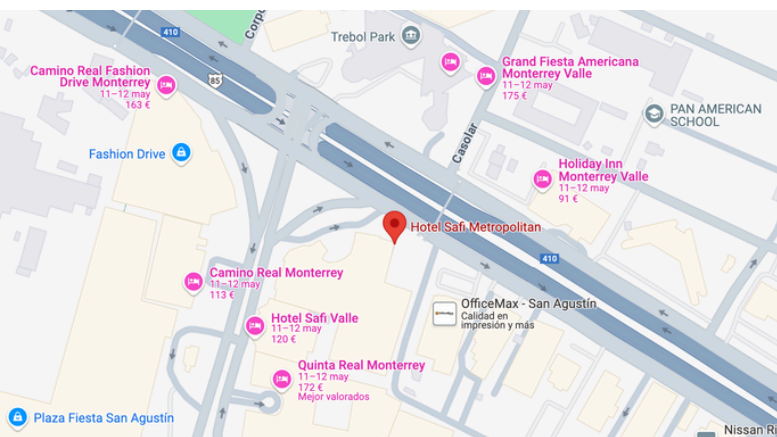 410
Corpo
Trebol Park
85
Camino Real Fashion
Drive Monterrey
11–12 may
163 €
Grand Fiesta Americana
Monterrey Valle
11–12 may
175 €
PAN AMERICAN
SCHOOL
Fashion Drive
Casolar
Holiday Inn
Monterrey Valle
11–12 may
91 €
Hotel Safi Metropolitan
410
Camino Real Monterrey
11–12 may
113 €
OfficeMax - San Agustín
Calidad en
impresión y más
Hotel Safi Valle
11–12 may
120 €
Quinta Real Monterrey
11–12 may
172 €
Mejor valorados
Plaza Fiesta San Agustín
Nissan Ri